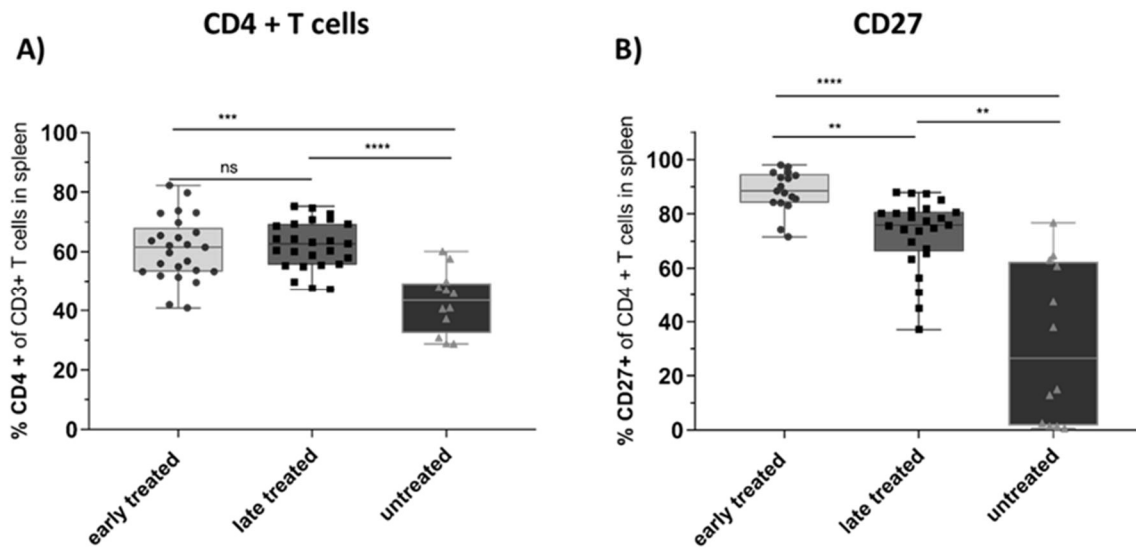 CD4 + T cells
A)
% CD4 + of CD3+ T cells in spleen
***
****
ns
100
80
60
40
20
0
early treated
late treated
untreated
CD27
B)
% CD27+ of CD4 + T cells in spleen
****
**
**
100
80
60
40
20
0
early treated
late treated
untreated